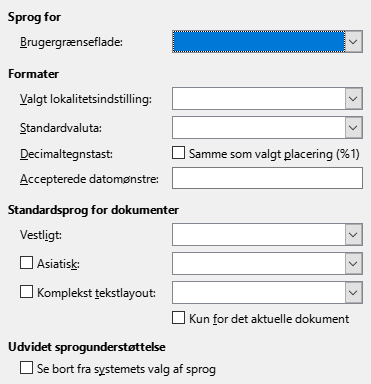 Sprog for
Brugergrænseflade:
Formater
Valgt lokalitetsindstilling:
Standardvaluta:
Decimaltegnstast: Samme som valgt placering (%1)
Accepterede datomønstre:
Standardsprog for dokumenter
Vestligt:
Asiatisk:
Komplekst tekstlayout:
Kun for det aktuelle dokument
Udvidet sprogunderstøttelse
Se bort fra systemets valg af sprog